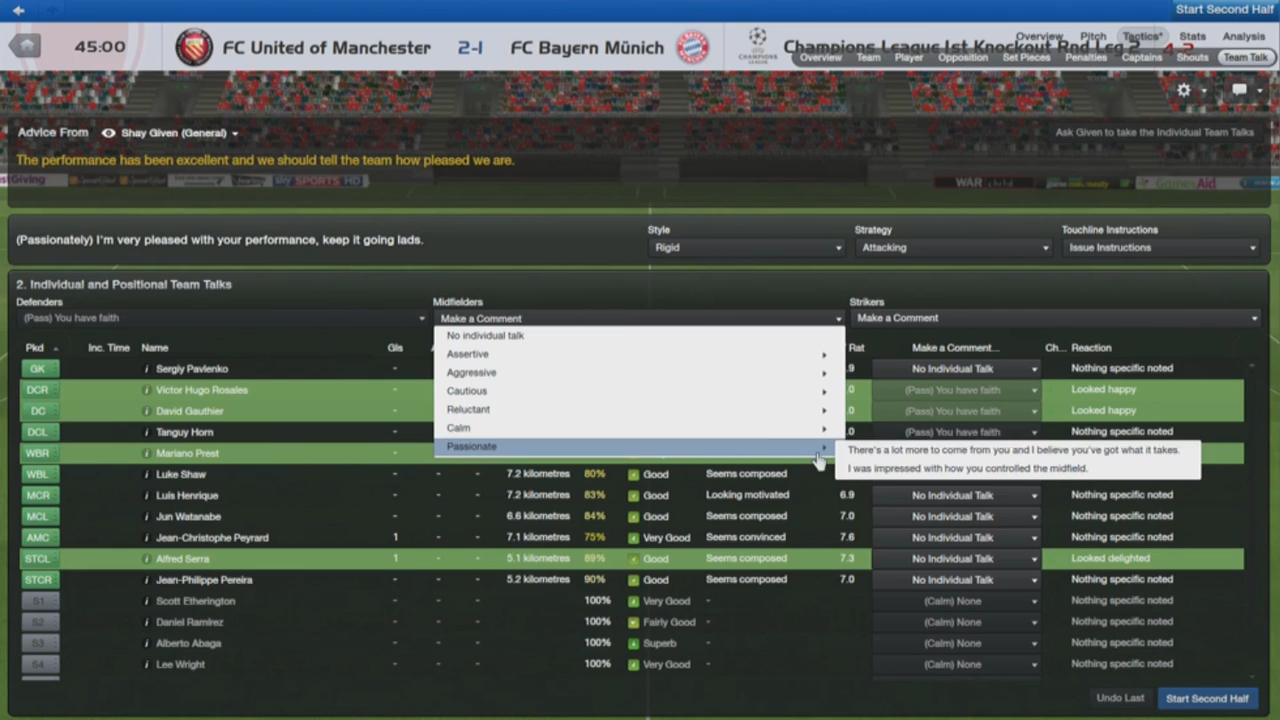 Start Second Half
45:00
FC United of Manchester 2-1 FC Bayern Münich
CHAMPIONS LEAGUE
Champions League 1st Knockout Rnd Leg 2
Overview Pitch Tactics* Stats Analysis
Overview Team Player Opposition Set Pieces Penalties Captains Shouts Team Talk
Advice From Shay Given (General)
Ask Given to take the Individual Team Talks
The performance has been excellent and we should tell the team how pleased we are.
sky SPORTS HD
WAR child
GamesAid
(Passionately) I'm very pleased with your performance, keep it going lads.
Style Strategy Touchline Instructions
Rigid Attacking Issue Instructions
2. Individual and Positional Team Talks
Defenders Midfielders Strikers
(Pass) You have faith Make a Comment Make a Comment
No individual talk
Assertive
Aggressive
Cautious
Reluctant
Calm
Passionate
There's a lot more to come from you and I believe you've got what it takes.
I was impressed with how you controlled the midfield.
Pkd Inc. Time Name Gls Rat Make a Comment... Ch... Reaction
GK i Sergiy Pavlenko - .9 No Individual Talk Nothing specific noted
DCR i Victor Hugo Rosales - .0 (Pass) You have faith Looked happy
DC i David Gauthier - .0 (Pass) You have faith Looked happy
DCL i Tanguy Horn - .0 (Pass) You have faith Nothing specific noted
WBR i Mariano Prest -
WBL i Luke Shaw - - - 7.2 kilometres 80% Good Seems composed
MCR i Luis Henrique - - - 7.2 kilometres 83% Good Looking motivated 6.9 No Individual Talk Nothing specific noted
MCL i Jun Watanabe - - - 6.6 kilometres 84% Good Seems composed 7.0 No Individual Talk Nothing specific noted
AMC i Jean-Christophe Peyrard 1 - - 7.1 kilometres 75% Very Good Seems convinced 7.6 No Individual Talk Nothing specific noted
STCL i Alfred Serra 1 - - 5.1 kilometres 89% Good Seems composed 7.3 No Individual Talk Looked delighted
STCR i Jean-Philippe Pereira - - - 5.2 kilometres 90% Good Seems composed 7.0 No Individual Talk Nothing specific noted
S1 i Scott Etherington - - - 100% Very Good - (Calm) None Nothing specific noted
S2 i Daniel Ramírez - - - 100% Fairly Good - (Calm) None Nothing specific noted
S3 i Alberto Abaga - - - 100% Superb - (Calm) None Nothing specific noted
S4 i Lee Wright - - - 100% Very Good - (Calm) None Nothing specific noted
Undo Last Start Second Half